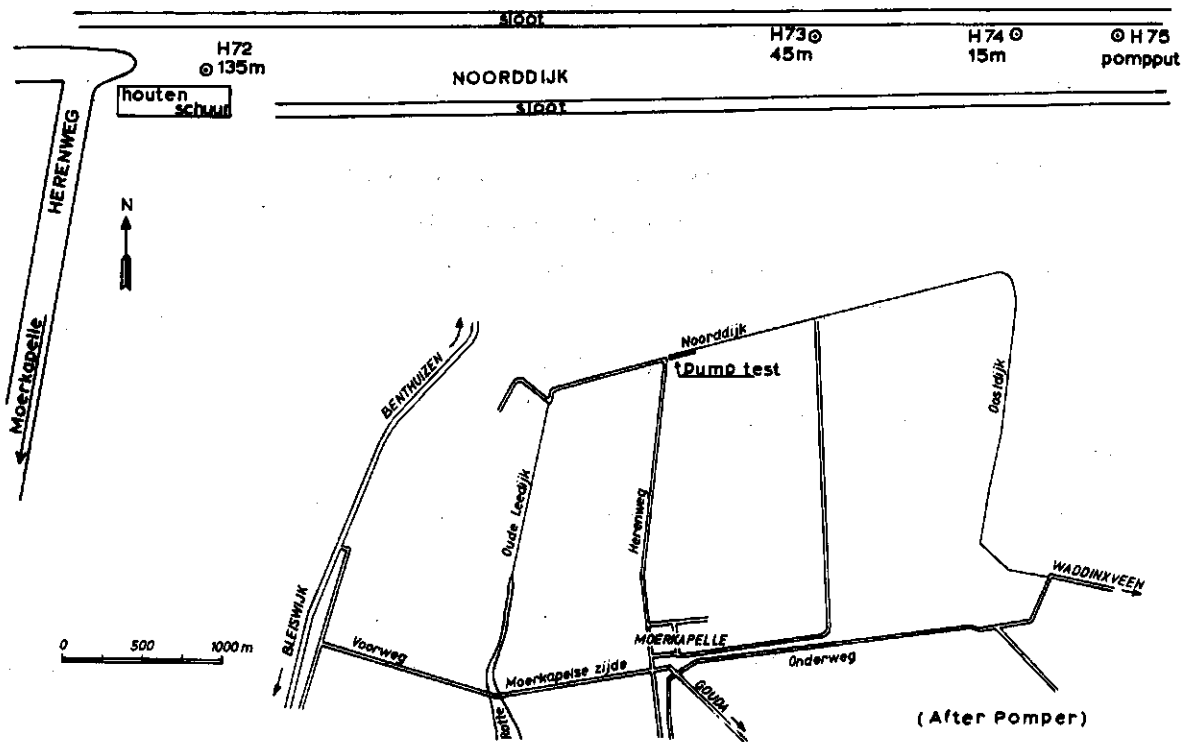 sloot
H72
135m
H73
45m
H74
15m
H75
pompput
NOORDDIJK
houten
schuur
sloot
HERENWEG
N
Moerkapelle
BENTHUIZEN
Noorddijk
Pump test
Oostdijk
Oude Leedijk
Herenweg
WADDINXVEEN
BLEISWIJK
0 500 1000 m
Voorweg
MOERKAPELLE
Moerkapelse zijde
Onderweg
GOUDA
Rotte
(After Pomper)